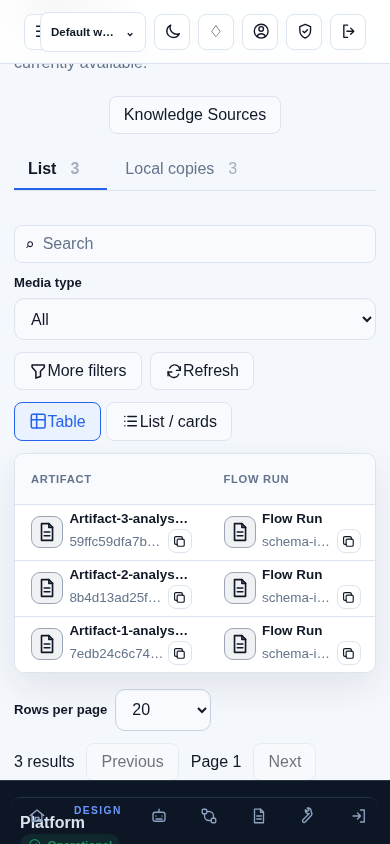 Default w...
currently available.
Knowledge Sources
List 3 Local copies 3
Search
Media type
All
More filters Refresh
Table List / cards
ARTIFACT FLOW RUN
Artifact-3-analys... Flow Run
59ffc59dfa7b... schema-i...
Artifact-2-analys... Flow Run
8b4d13ad25f... schema-i...
Artifact-1-analys... Flow Run
7edb24c6c74... schema-i...
Rows per page 20
3 results Previous Page 1 Next
DESIGN
Platform
Operational